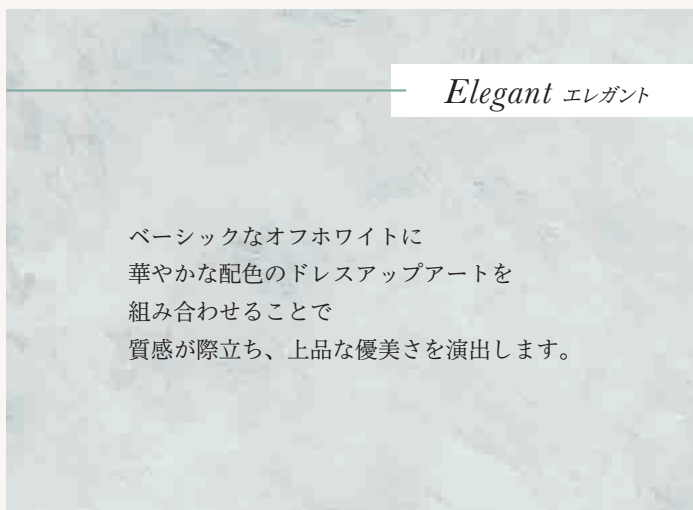 Elegant エレガント
ベーシックなオフホワイトに
華やかな配色のドレスアップアートを
組み合わせることで
質感が際立ち、上品な優美さを演出します。